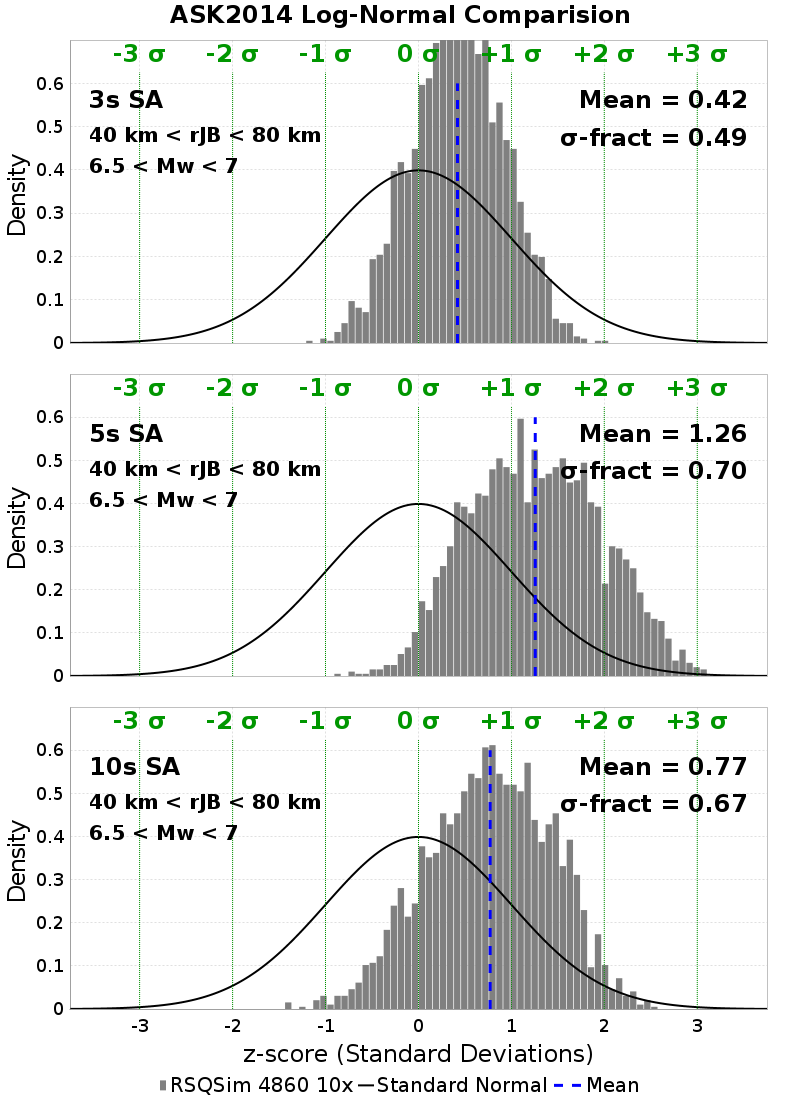 ASK2014 Log-Normal Comparision
-3 σ -2 σ -1 σ 0 σ +1 σ +2 σ +3 σ
3s SA
Mean = 0.42
40 km < rJB < 80 km
σ-fract = 0.49
6.5 < Mw < 7
0.6
0.5
0.4
0.3
0.2
0.1
0
Density
-3 σ -2 σ -1 σ 0 σ +1 σ +2 σ +3 σ
5s SA
Mean = 1.26
40 km < rJB < 80 km
σ-fract = 0.70
6.5 < Mw < 7
0.6
0.5
0.4
0.3
0.2
0.1
0
Density
-3 σ -2 σ -1 σ 0 σ +1 σ +2 σ +3 σ
10s SA
Mean = 0.77
40 km < rJB < 80 km
σ-fract = 0.67
6.5 < Mw < 7
0.6
0.5
0.4
0.3
0.2
0.1
0
Density
-3 -2 -1 0 1 2 3
z-score (Standard Deviations)
RSQSim 4860 10x Standard Normal Mean